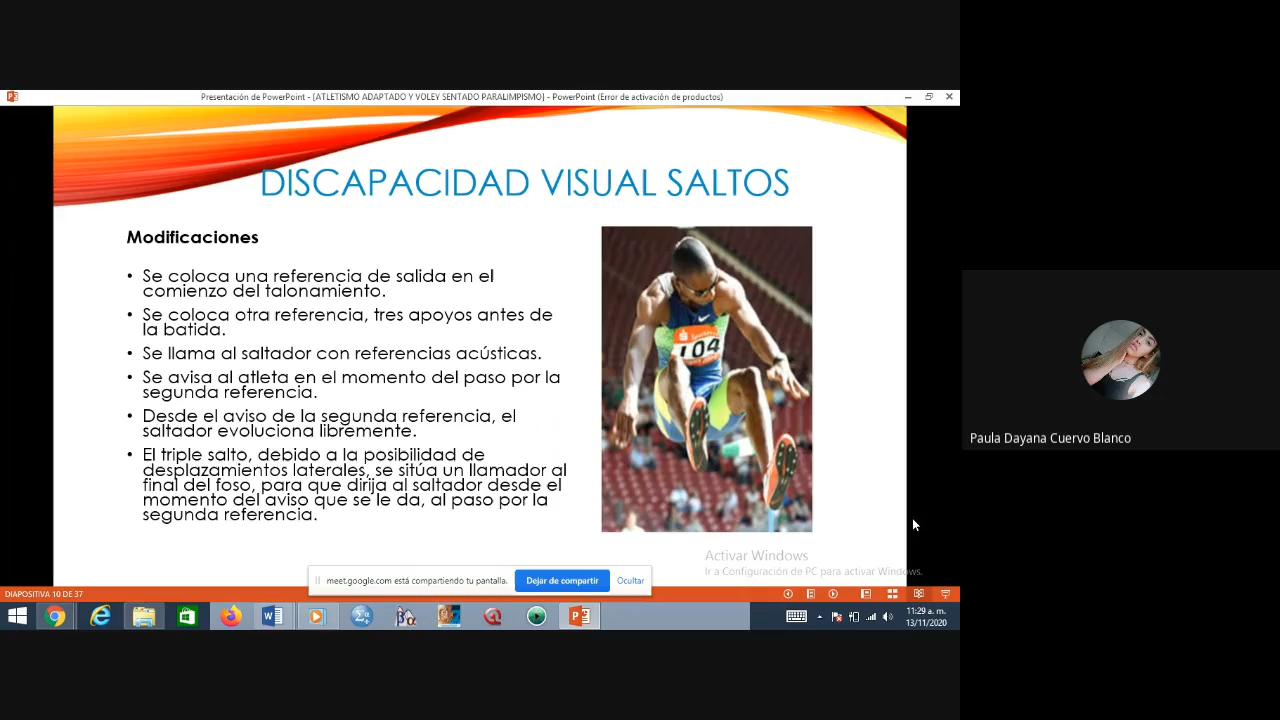 Presentación de PowerPoint - [ATLETISMO ADAPTADO Y VOLEY SENTADO PARALIMPISMO] - PowerPoint (Error de activación de productos)
DISCAPACIDAD VISUAL SALTOS
Modificaciones
• Se coloca una referencia de salida en el
comienzo del talonamiento.
• Se coloca otra referencia, tres apoyos antes de
la batida.
• Se llama al saltador con referencias acústicas.
• Se avisa al atleta en el momento del paso por la
segunda referencia.
• Desde el aviso de la segunda referencia, el
saltador evoluciona libremente.
• El triple salto, debido a la posibilidad de
desplazamientos laterales, se sitúa un llamador al
final del foso, para que dirija al saltador desde el
momento del aviso que se le da, al paso por la
segunda referencia.
104
Paula Dayana Cuervo Blanco
Activar Windows
Ir a Configuración de PC para activar Windows.
meet.google.com está compartiendo tu pantalla.
Dejar de compartir
Ocultar
DIAPOSITIVA 10 DE 37
11:29 a. m.
13/11/2020